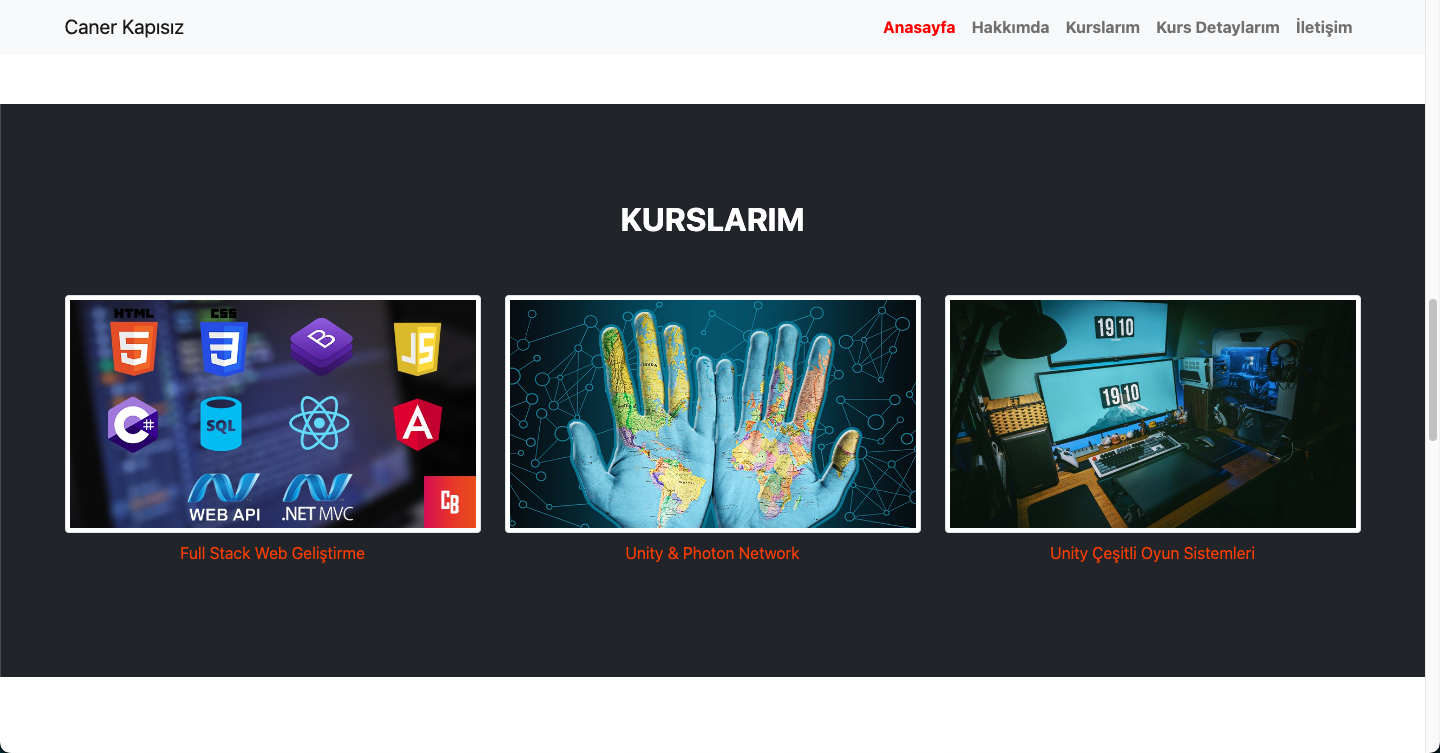 Caner Kapısız
Anasayfa Hakkımda Kurslarım Kurs Detaylarım İletişim
KURSLARIM
HTML CSS
5 3 B JS
C# SQL A
WEB API .NET MVC CB
CANADA
19 10
19 10
Full Stack Web Geliştirme
Unity & Photon Network
Unity Çeşitli Oyun Sistemleri